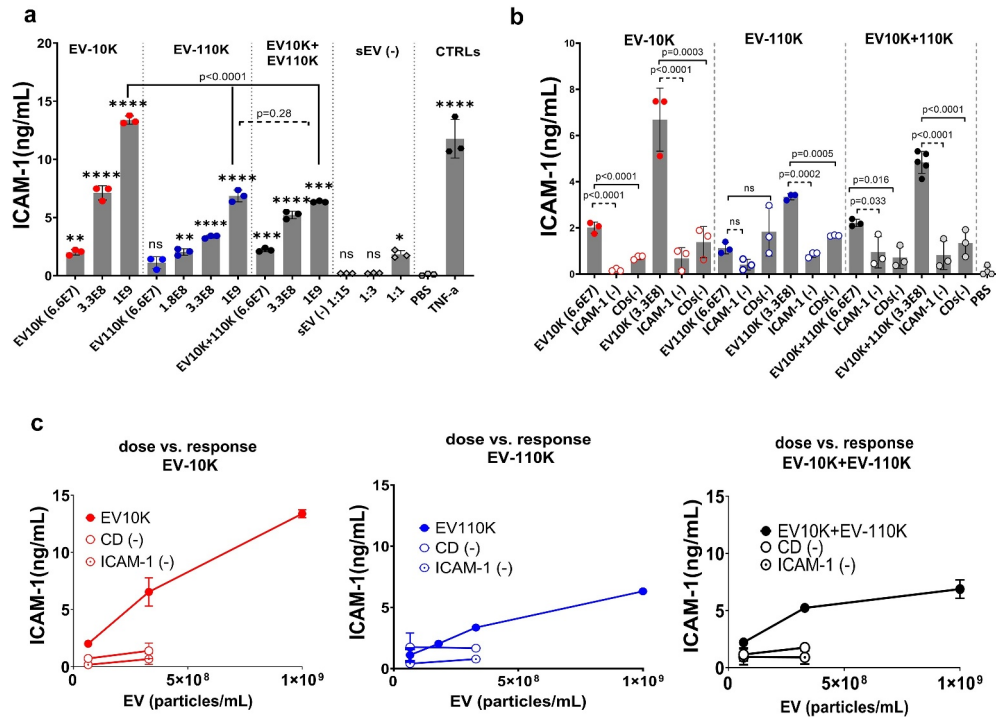 a
EV-10K
EV-110K
EV10K+
EV110K
sEV (-)
CTRLs
ICAM-1(ng/mL)
20
15
10
5
0
p<0.0001
p=0.28
**
****
****
ns
**
****
****
***
****
***
ns
ns
*
****
EV10K (6.6E7)
3.3E8
1E9
EV110K (6.6E7)
1.8E8
3.3E8
1E9
EV10K+110K (6.6E7)
3.3E8
1E9
sEV (-) 1:15
1:3
1:1
PBS
TNF-a
b
EV-10K
EV-110K
EV10K+110K
ICAM-1(ng/mL)
10
8
6
4
2
0
p<0.0001
p<0.0001
p=0.0003
p<0.0001
ns
ns
p=0.0005
p=0.0002
p=0.016
p=0.033
p<0.0001
p<0.0001
EV10K (6.6E7)
ICAM-1 (-)
CDs(-)
EV10K (3.3E8)
ICAM-1 (-)
CDs(-)
EV110K (6.6E7)
ICAM-1 (-)
CDs(-)
EV110K (3.3E8)
ICAM-1 (-)
CDs(-)
EV10K+110K (6.6E7)
ICAM-1 (-)
CDs(-)
EV10K+110K (3.3E8)
ICAM-1 (-)
CDs(-)
PBS
c
dose vs. response
EV-10K
ICAM-1(ng/mL)
15
10
5
0
EV10K
CD (-)
ICAM-1 (-)
0
5×10⁸
1×10⁹
EV (particles/mL)
dose vs. response
EV-110K
ICAM-1(ng/mL)
15
10
5
0
EV110K
CD (-)
ICAM-1 (-)
0
5×10⁸
1×10⁹
EV (particles/mL)
dose vs. response
EV-10K+EV-110K
ICAM-1(ng/mL)
15
10
5
0
EV10K+EV-110K
CD (-)
ICAM-1 (-)
0
5×10⁸
1×10⁹
EV (particles/mL)